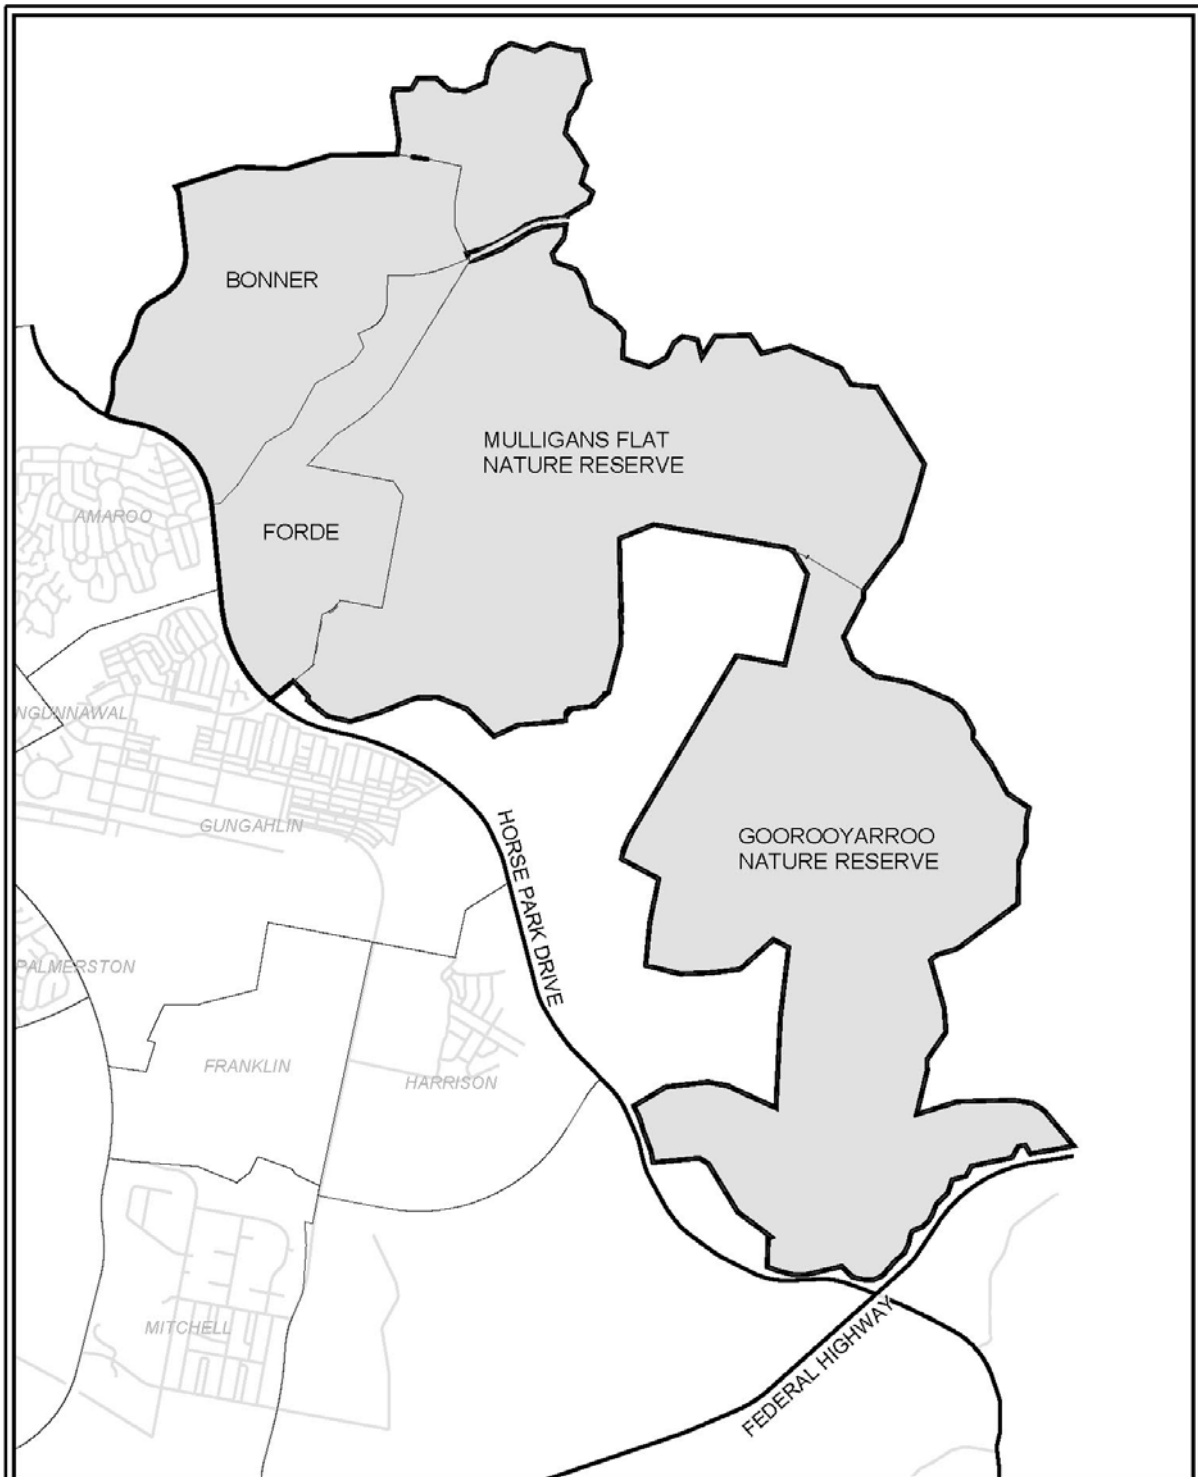 BONNER
MULLIGANS FLAT
NATURE RESERVE
AMAROO
FORDE
NGUNNAWAL
GUNGAHLIN
HORSE PARK DRIVE
GOOROOYARROO
NATURE RESERVE
PALMERSTON
FRANKLIN
HARRISON
MITCHELL
FEDERAL HIGHWAY